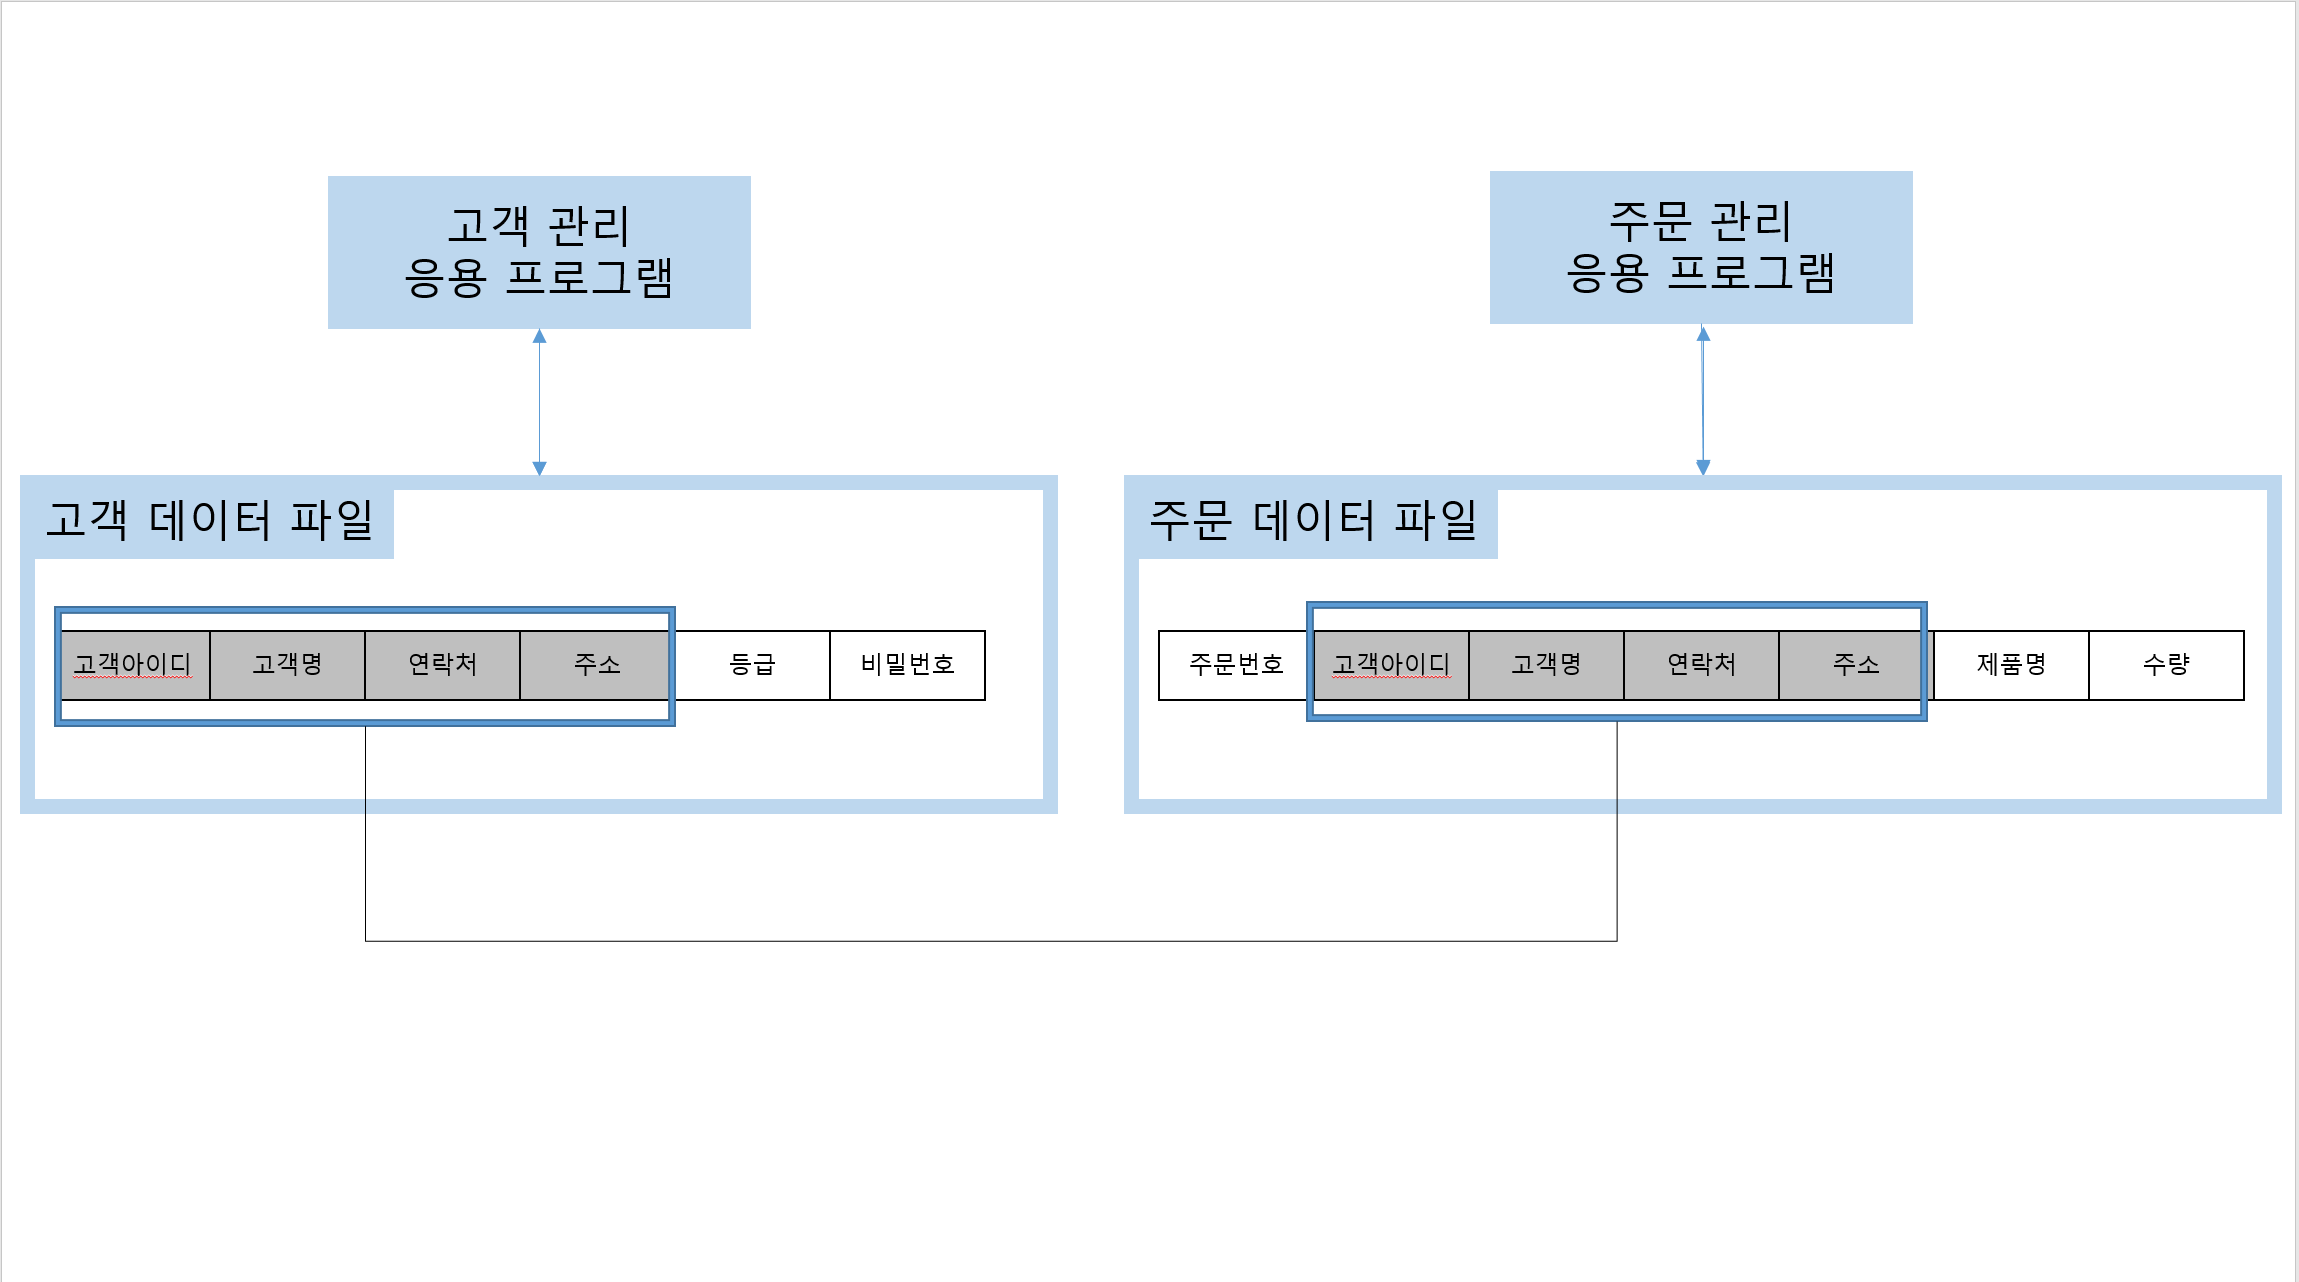 고객 관리
응용 프로그램
주문 관리
응용 프로그램
고객 데이터 파일
고객아이디 고객명 연락처 주소 등급 비밀번호
주문 데이터 파일
주문번호 고객아이디 고객명 연락처 주소 제품명 수량